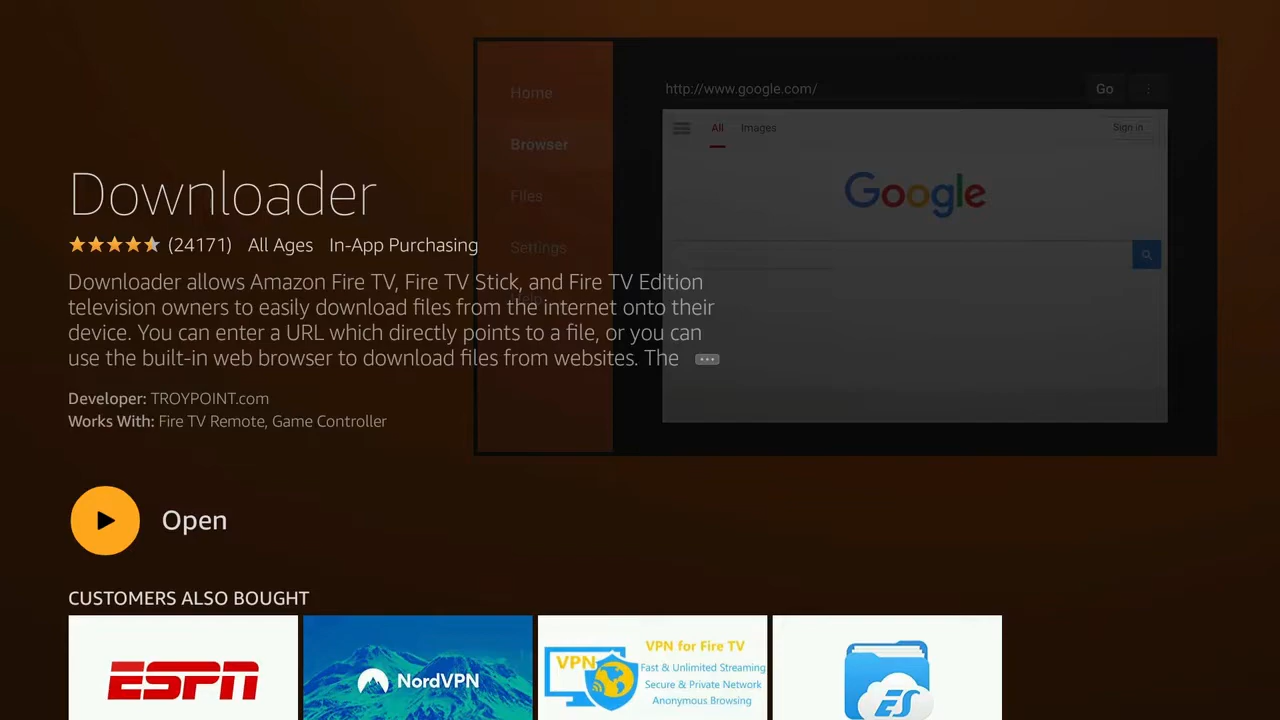 Home
http://www.google.com/
Go
All Images
Sign in
Browser
Files
Google
Settings
Downloader
(24171) All Ages In-App Purchasing
Downloader allows Amazon Fire TV, Fire TV Stick, and Fire TV Edition
television owners to easily download files from the internet onto their
device. You can enter a URL which directly points to a file, or you can
use the built-in web browser to download files from websites. The ...
Developer: TROYPOINT.com
Works With: Fire TV Remote, Game Controller
Open
CUSTOMERS ALSO BOUGHT
ESPN
NordVPN
VPN
VPN for Fire TV
Fast & Unlimited Streaming
Secure & Private Network
Anonymous Browsing
ES